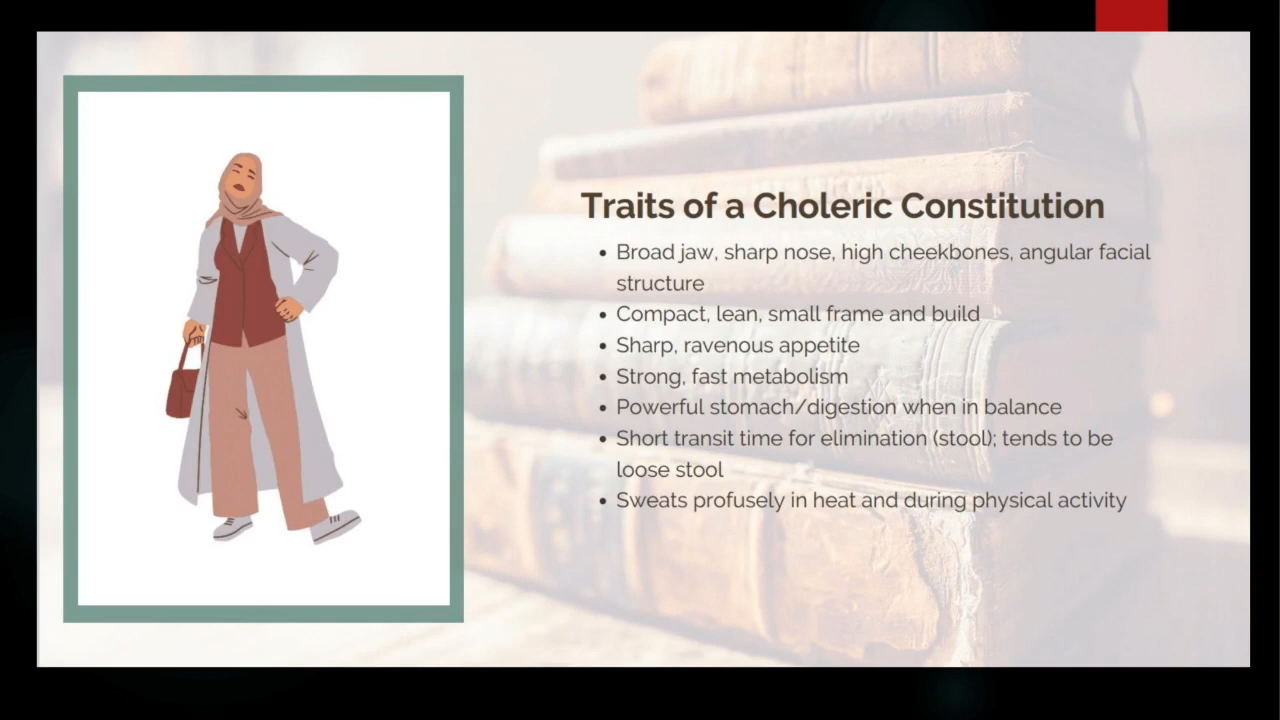 Traits of a Choleric Constitution
• Broad jaw, sharp nose, high cheekbones, angular facial
structure
• Compact, lean, small frame and build
• Sharp, ravenous appetite
• Strong, fast metabolism
• Powerful stomach/digestion when in balance
• Short transit time for elimination (stool); tends to be
loose stool
• Sweats profusely in heat and during physical activity